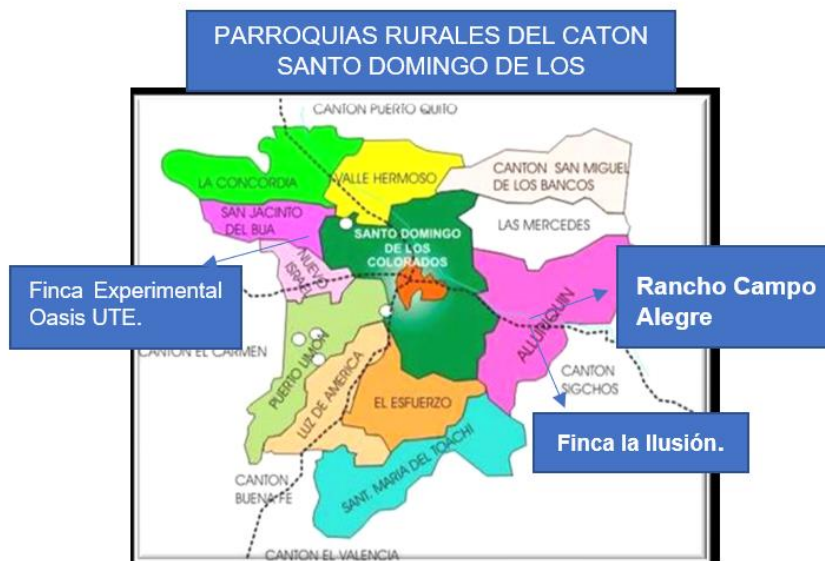 PARROQUIAS RURALES DEL CATON
SANTO DOMINGO DE LOS
CANTON PUERTO QUITO
LA CONCORDIA
VALLE HERMOSO
CANTON SAN MIGUEL
DE LOS BANCOS
SAN JACINTO
DEL BUA
LAS MERCEDES
SANTO DOMINGO
DE LOS
COLORADOS
NUEVO
ISRAEL
Finca Experimental
Oasis UTE.
Rancho Campo
Alegre
ALLURIQUIN
CANTON EL CARMEN
PUERTO LIMON
LUZ DE AMERICA
CANTON
SIGCHOS
EL ESFUERZO
Finca la Ilusión.
SANT. MARIA DEL TOACHI
CANTON
BUENA FE
CANTON EL VALENCIA